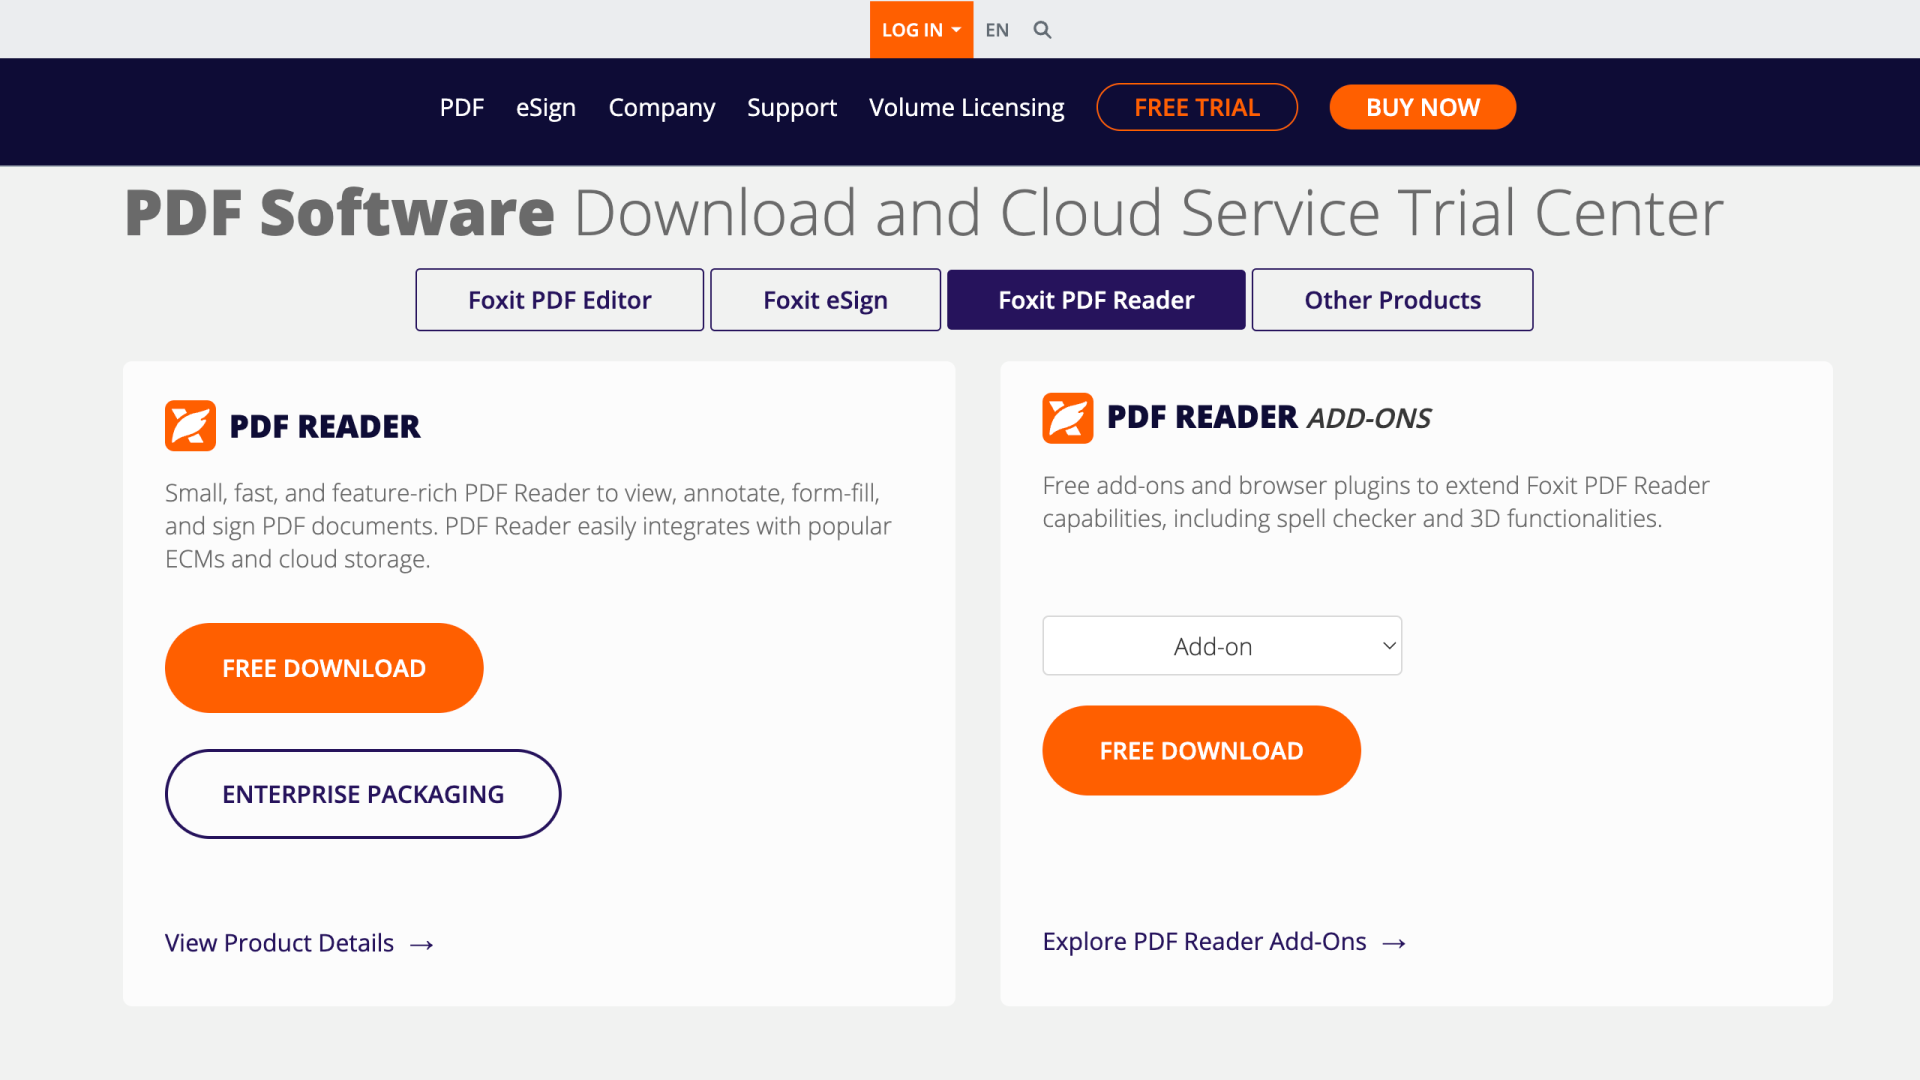 LOG IN EN
PDF eSign Company Support Volume Licensing FREE TRIAL BUY NOW
PDF Software Download and Cloud Service Trial Center
Foxit PDF Editor Foxit eSign Foxit PDF Reader Other Products
PDF READER
Small, fast, and feature-rich PDF Reader to view, annotate, form-fill,
and sign PDF documents. PDF Reader easily integrates with popular
ECMs and cloud storage.
FREE DOWNLOAD
ENTERPRISE PACKAGING
View Product Details →
PDF READER ADD-ONS
Free add-ons and browser plugins to extend Foxit PDF Reader
capabilities, including spell checker and 3D functionalities.
Add-on
FREE DOWNLOAD
Explore PDF Reader Add-Ons →